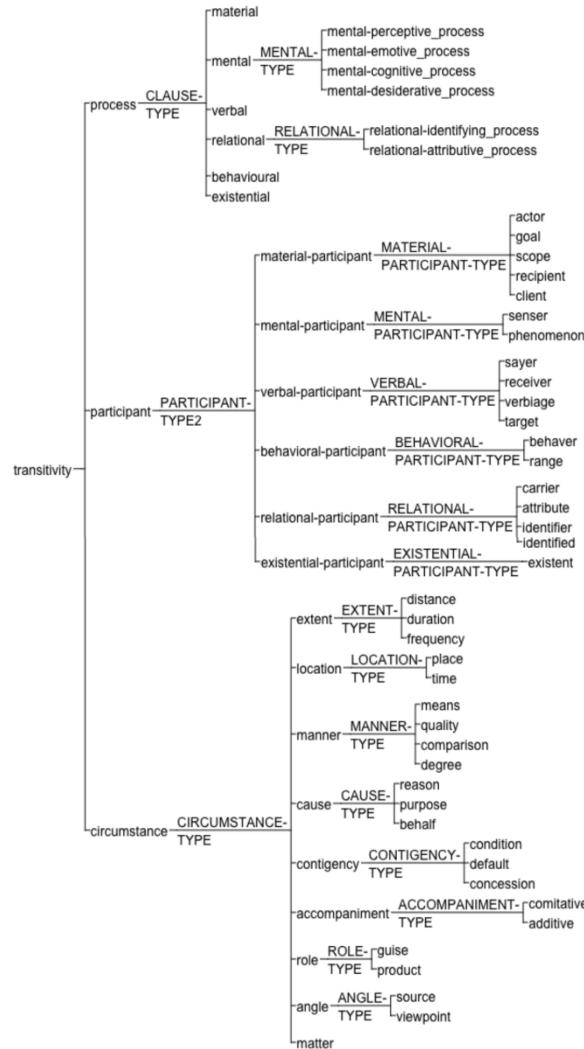 material
mental-perceptive_process
mental-emotive_process
mental MENTAL-TYPE
mental-cognitive_process
mental-desiderative_process
process CLAUSE-TYPE
verbal
relational-identifying_process
relational RELATIONAL-TYPE
relational-attributive_process
behavioural
existential
actor
goal
material-participant MATERIAL-PARTICIPANT-TYPE scope
recipient
client
senser
mental-participant MENTAL-PARTICIPANT-TYPE
phenomenon
sayer
receiver
verbal-participant VERBAL-PARTICIPANT-TYPE
verbiage
target
participant PARTICIPANT-TYPE2
behaver
behavioral-participant BEHAVIORAL-PARTICIPANT-TYPE
range
transitivity
carrier
attribute
relational-participant RELATIONAL-PARTICIPANT-TYPE
identifier
identified
existential-participant EXISTENTIAL-PARTICIPANT-TYPE existent
distance
extent EXTENT-TYPE duration
frequency
place
location LOCATION-TYPE
time
means
quality
manner MANNER-TYPE
comparison
degree
reason
cause CAUSE-TYPE purpose
behalf
circumstance CIRCUMSTANCE-TYPE
condition
contigency CONTIGENCY-TYPE default
concession
comitative
accompaniment ACCOMPANIMENT-TYPE
additive
guise
role ROLE-TYPE
product
source
angle ANGLE-TYPE
viewpoint
matter